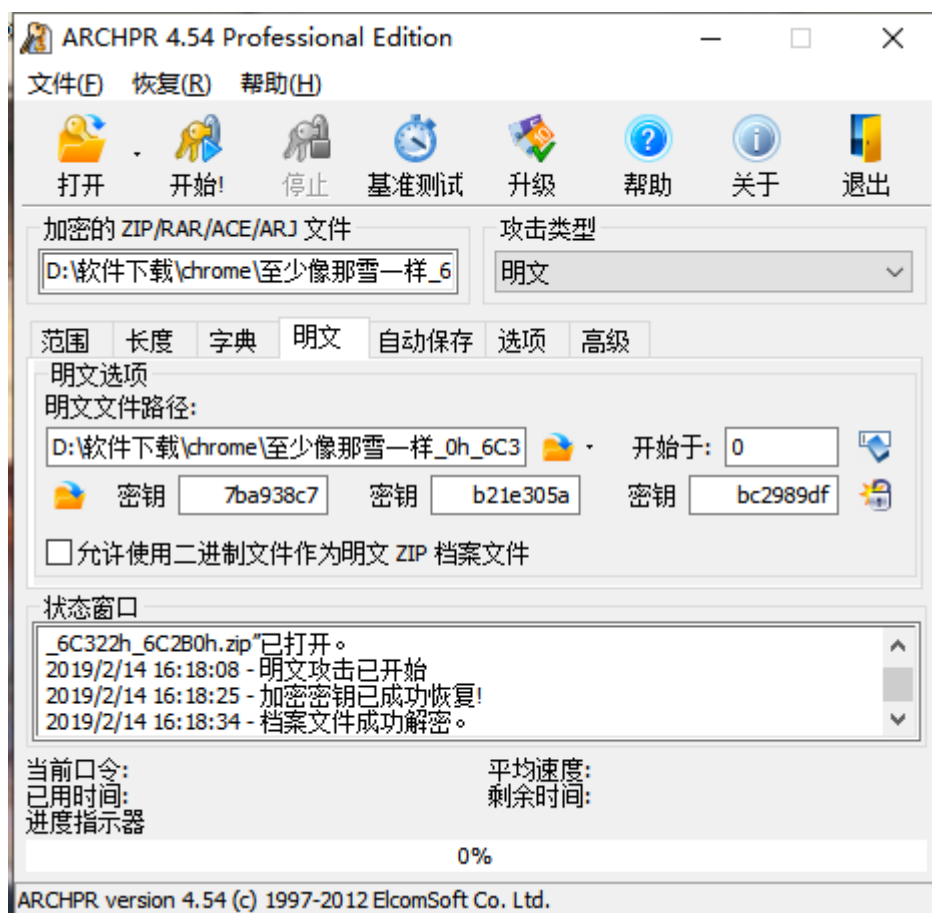 ARCHPR 4.54 Professional Edition
文件(F) 恢复(R) 帮助(H)
打开 开始! 停止 基准测试 升级 帮助 关于 退出
加密的 ZIP/RAR/ACE/ARJ 文件 攻击类型
D:\软件下载\chrome\至少像那雪一样_6 明文
范围 长度 字典 明文 自动保存 选项 高级
明文选项
明文文件路径:
D:\软件下载\chrome\至少像那雪一样_0h_6C3 开始于: 0
密钥 7ba938c7 密钥 b21e305a 密钥 bc2989df
允许使用二进制文件作为明文 ZIP 档案文件
状态窗口
_6C322h_6C2B0h.zip"已打开。
2019/2/14 16:18:08 - 明文攻击已开始
2019/2/14 16:18:25 - 加密密钥已成功恢复!
2019/2/14 16:18:34 - 档案文件成功解密。
当前口令: 平均速度:
已用时间: 剩余时间:
进度指示器
0%
ARCHPR version 4.54 (c) 1997-2012 ElcomSoft Co. Ltd.